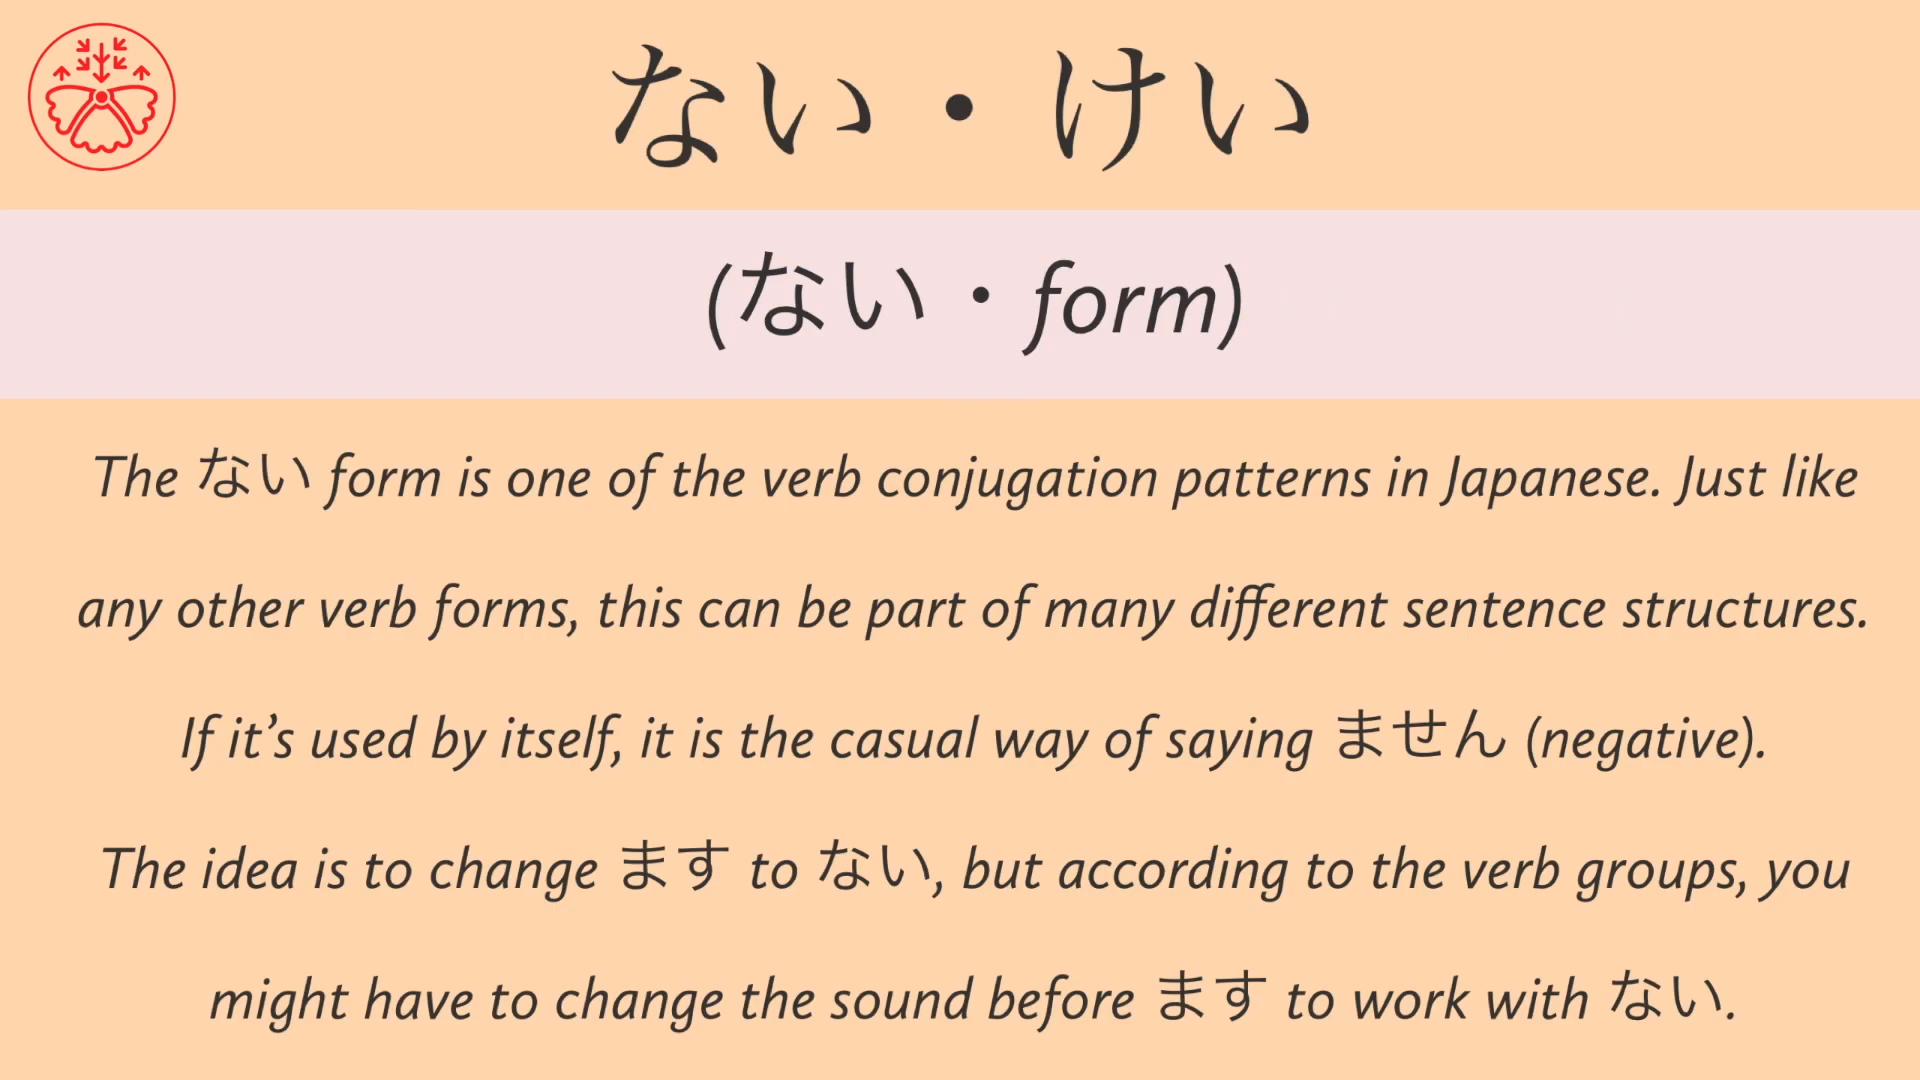 ない・けい
(ない・form)
The ない form is one of the verb conjugation patterns in Japanese. Just like
any other verb forms, this can be part of many different sentence structures.
If it’s used by itself, it is the casual way of saying ません (negative).
The idea is to change ます to ない, but according to the verb groups, you
might have to change the sound before ます to work with ない.